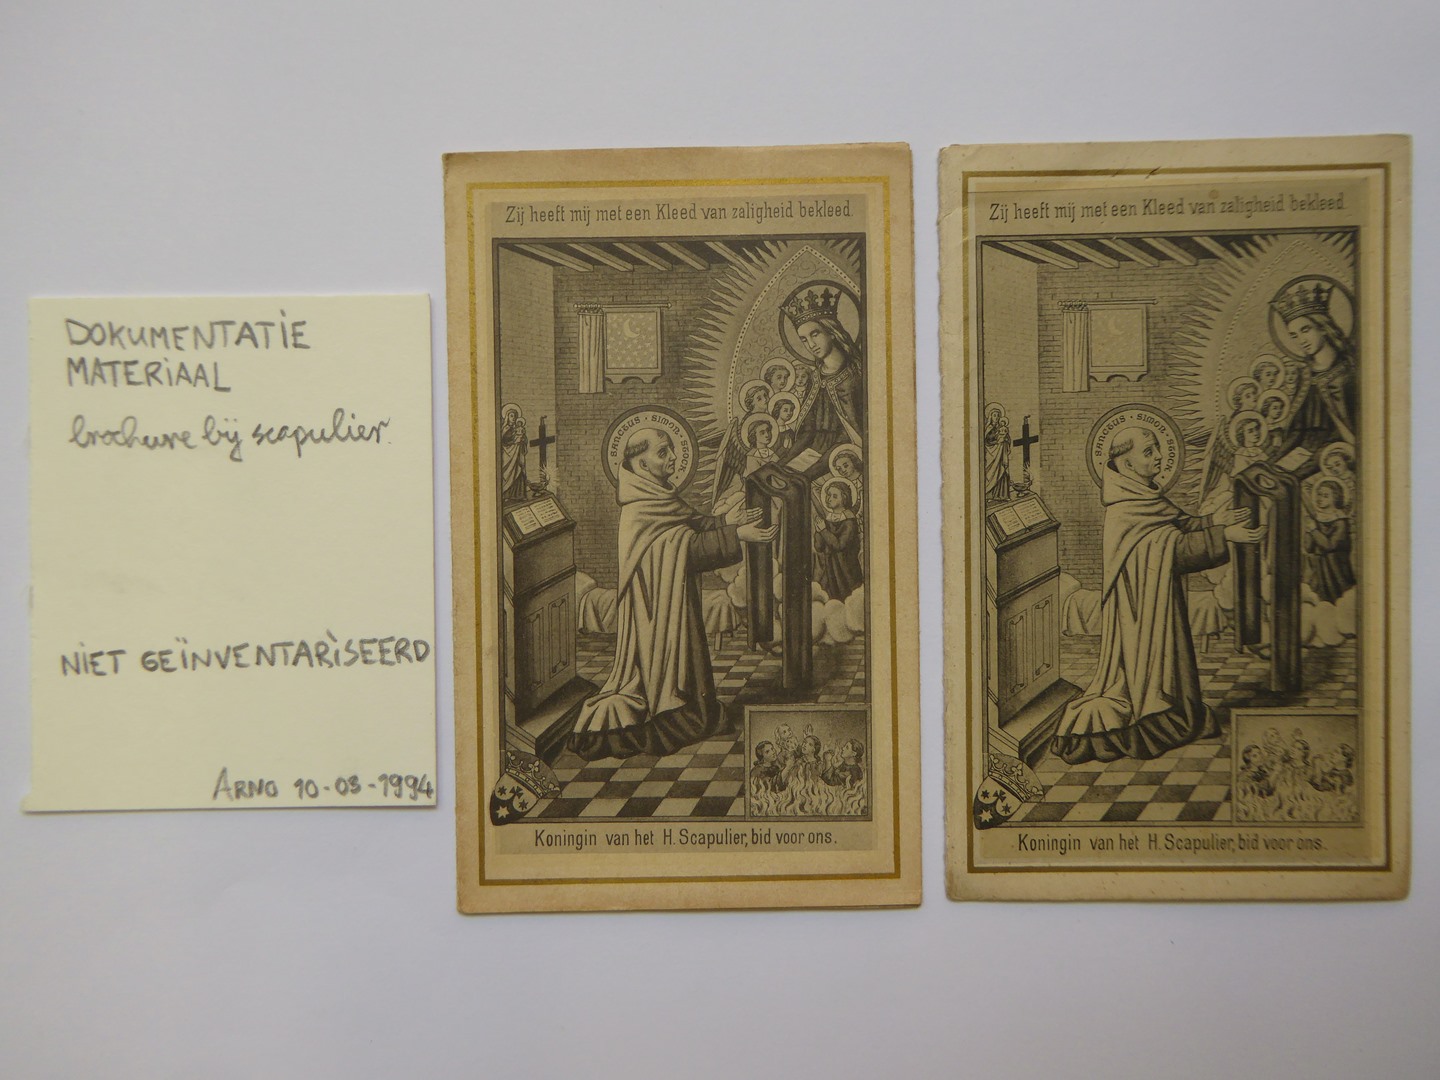 DOKUMENTATIE
MATERIAAL
brochure bij scapulier.
NIET GEÏNVENTARISEERD
ARNO 10-03-1994
Zij heeft mij met een Kleed van zaligheid bekleed.
SANCTUS · SIMON · STOCK
Koningin van het H. Scapulier, bid voor ons.
Zij heeft mij met een Kleed van zaligheid bekleed.
SANCTUS · SIMON · STOCK
Koningin van het H. Scapulier, bid voor ons.